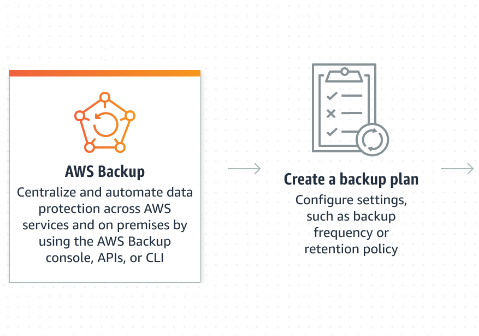 AWS Backup
Centralize and automate data
protection across AWS
services and on premises by
using the AWS Backup
console, APIs, or CLI
Create a backup plan
Configure settings,
such as backup
frequency or
retention policy